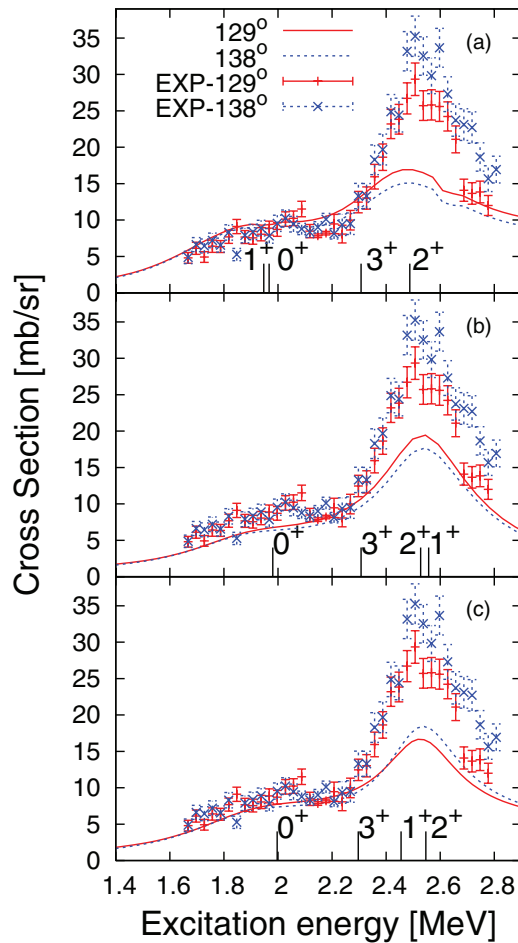 35
30
25
20
15
10
5
0
129°
138°
EXP-129°
EXP-138°
(a)
1⁺ 0⁺ 3⁺ 2⁺
35
30
25
20
15
10
5
0
(b)
0⁺ 3⁺ 2⁺ 1⁺
35
30
25
20
15
10
5
0
(c)
0⁺ 3⁺ 1⁺ 2⁺
1.4 1.6 1.8 2 2.2 2.4 2.6 2.8
Cross Section [mb/sr]
Excitation energy [MeV]